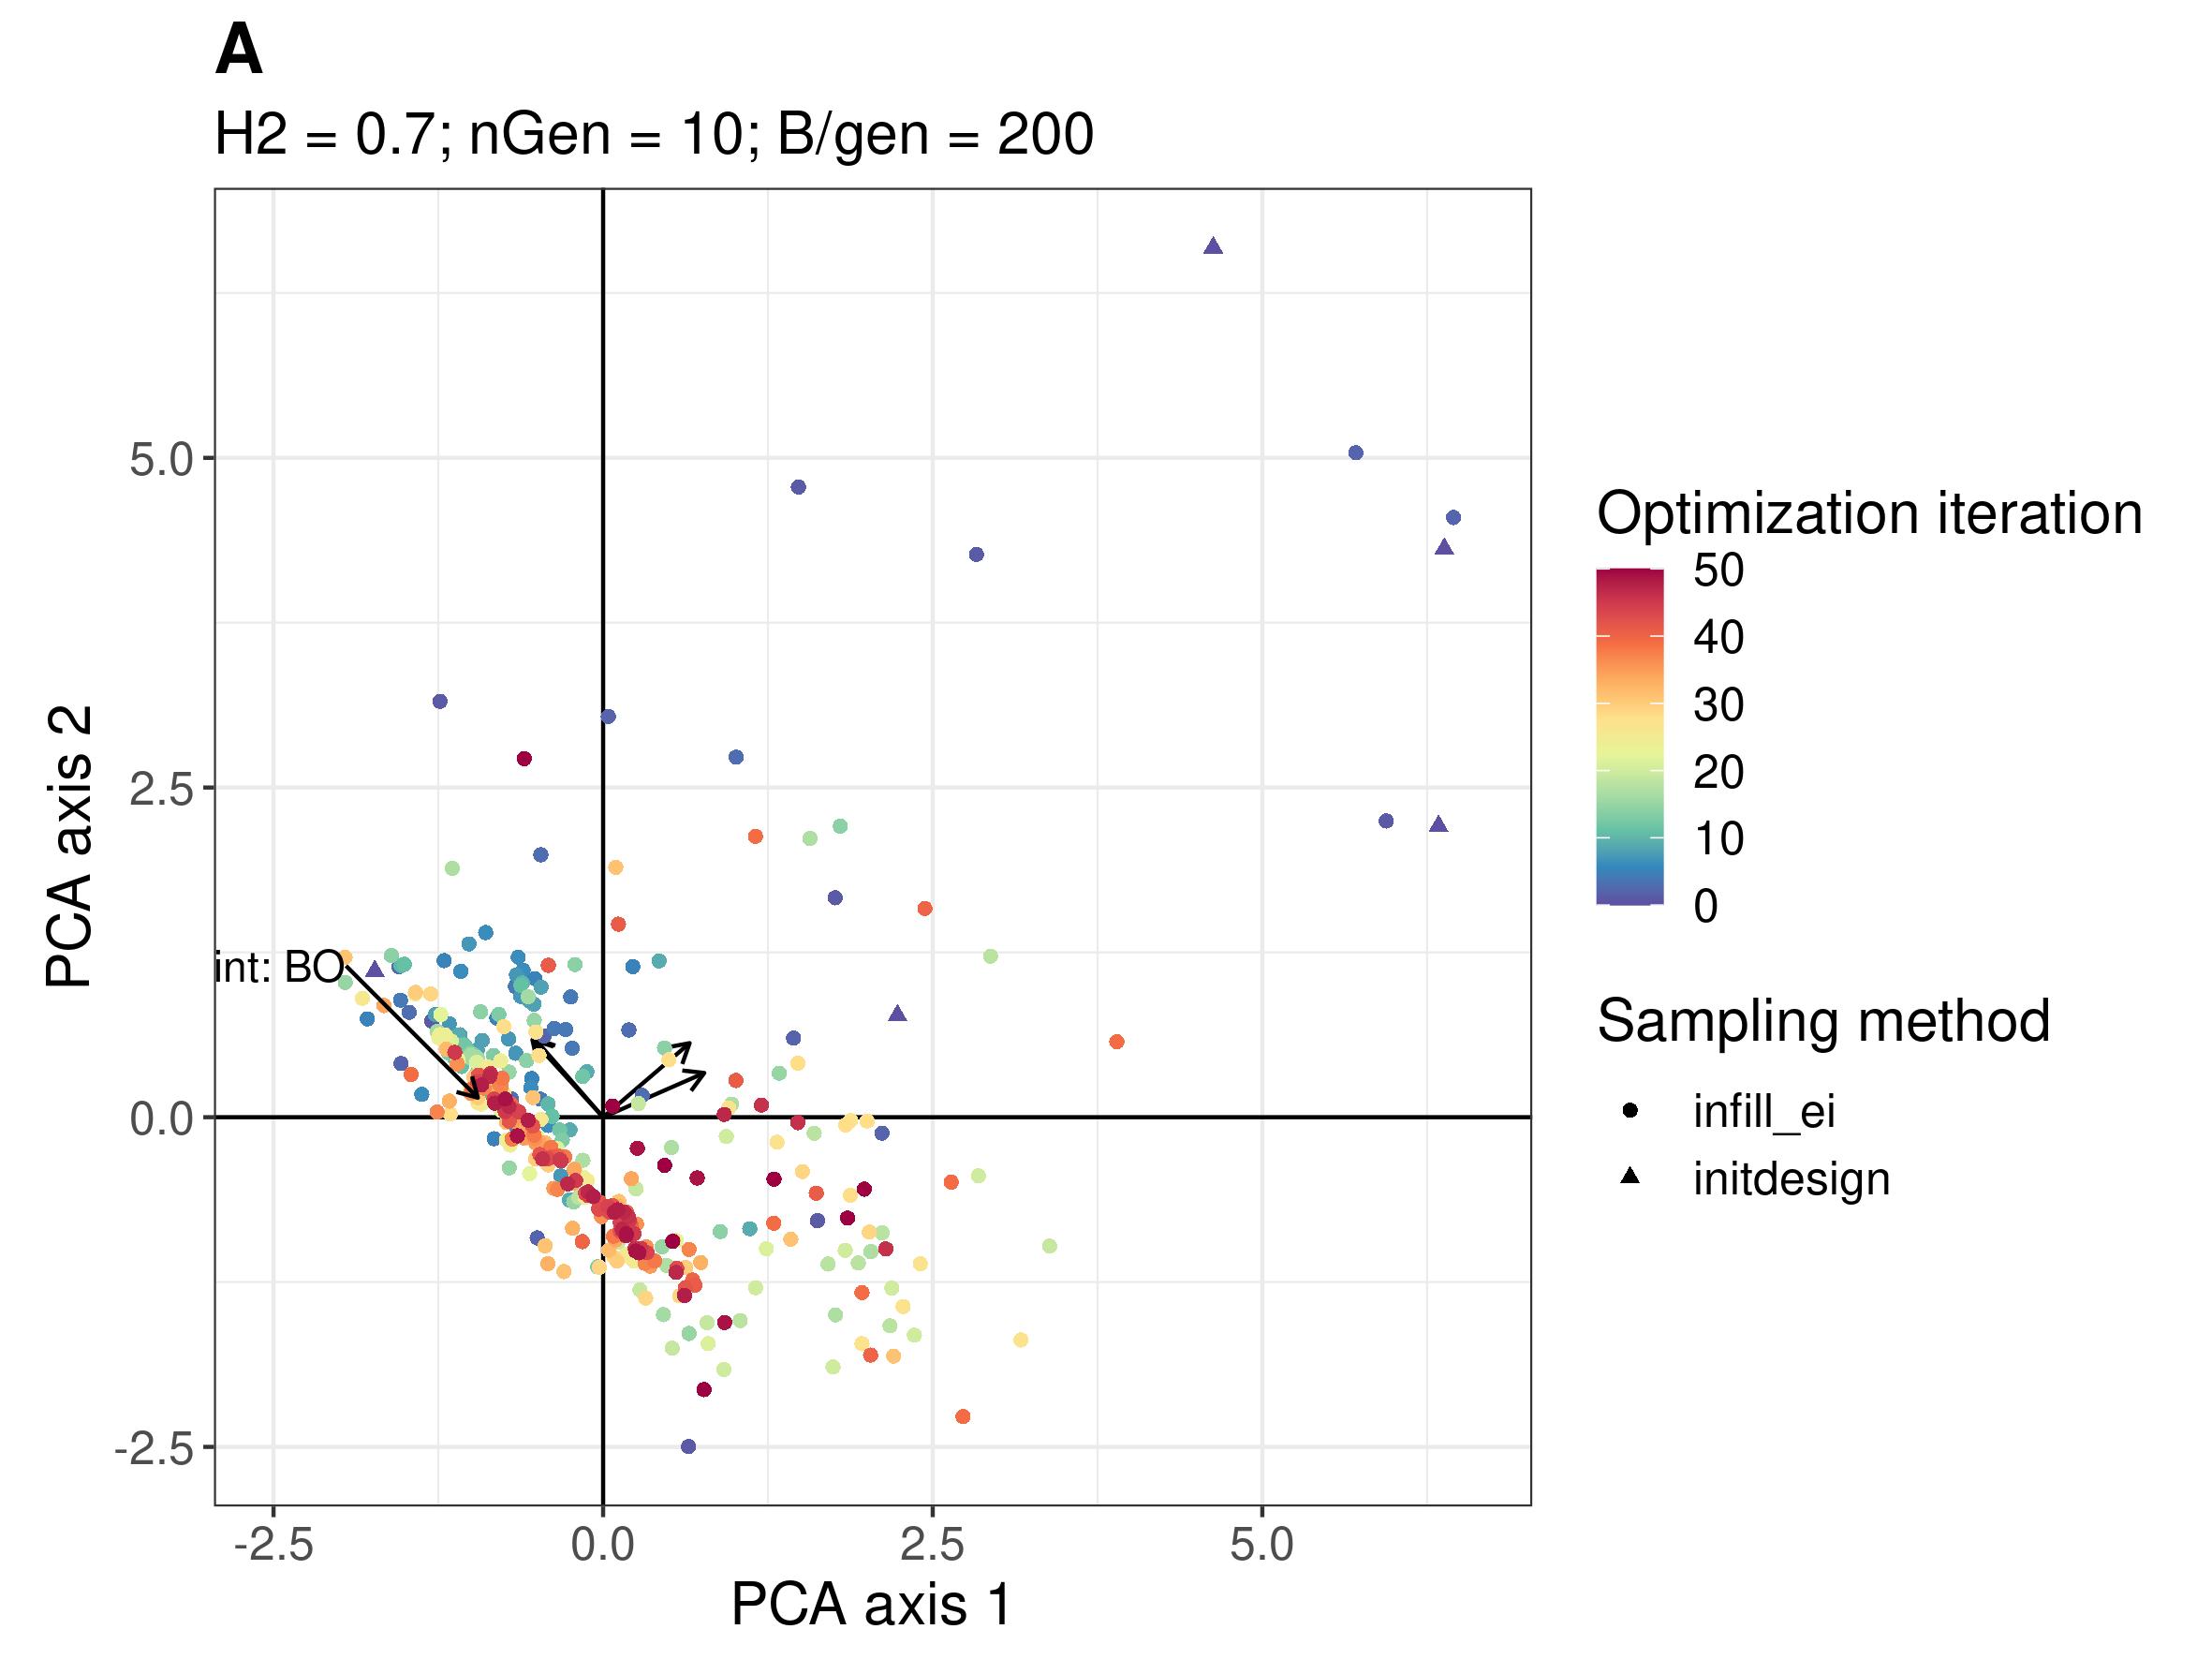 A
H2 = 0.7; nGen = 10; B/gen = 200
PCA axis 2
5.0
2.5
0.0
-2.5
int: BO
-2.5
0.0
2.5
5.0
PCA axis 1
Optimization iteration
50
40
30
20
10
0
Sampling method
infill_ei
initdesign